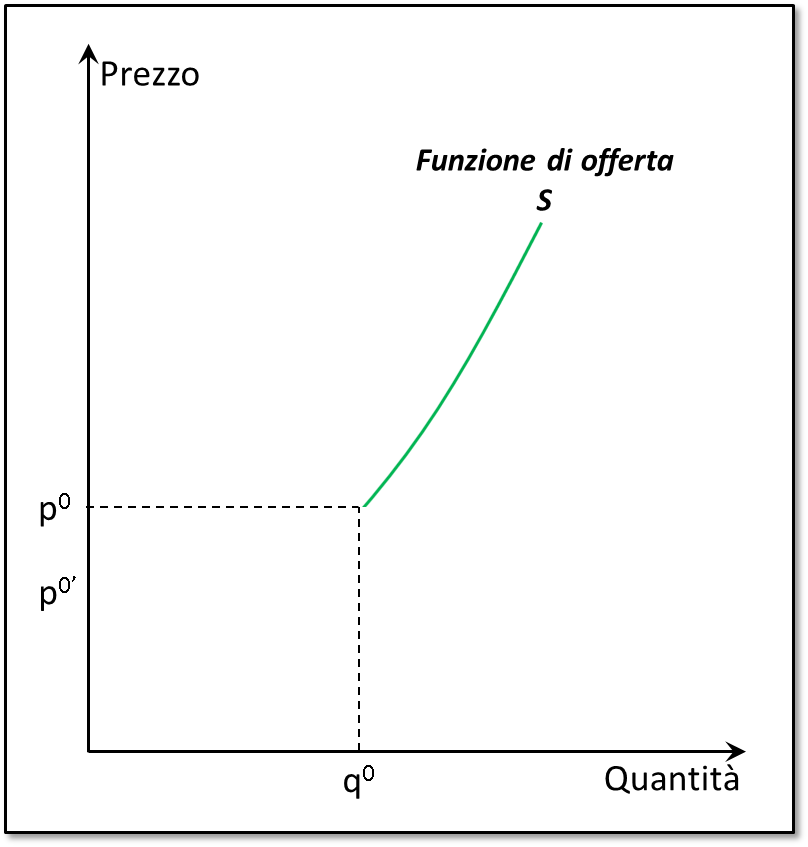 Prezzo
Funzione di offerta
S
p⁰
p⁰'
q⁰
Quantità